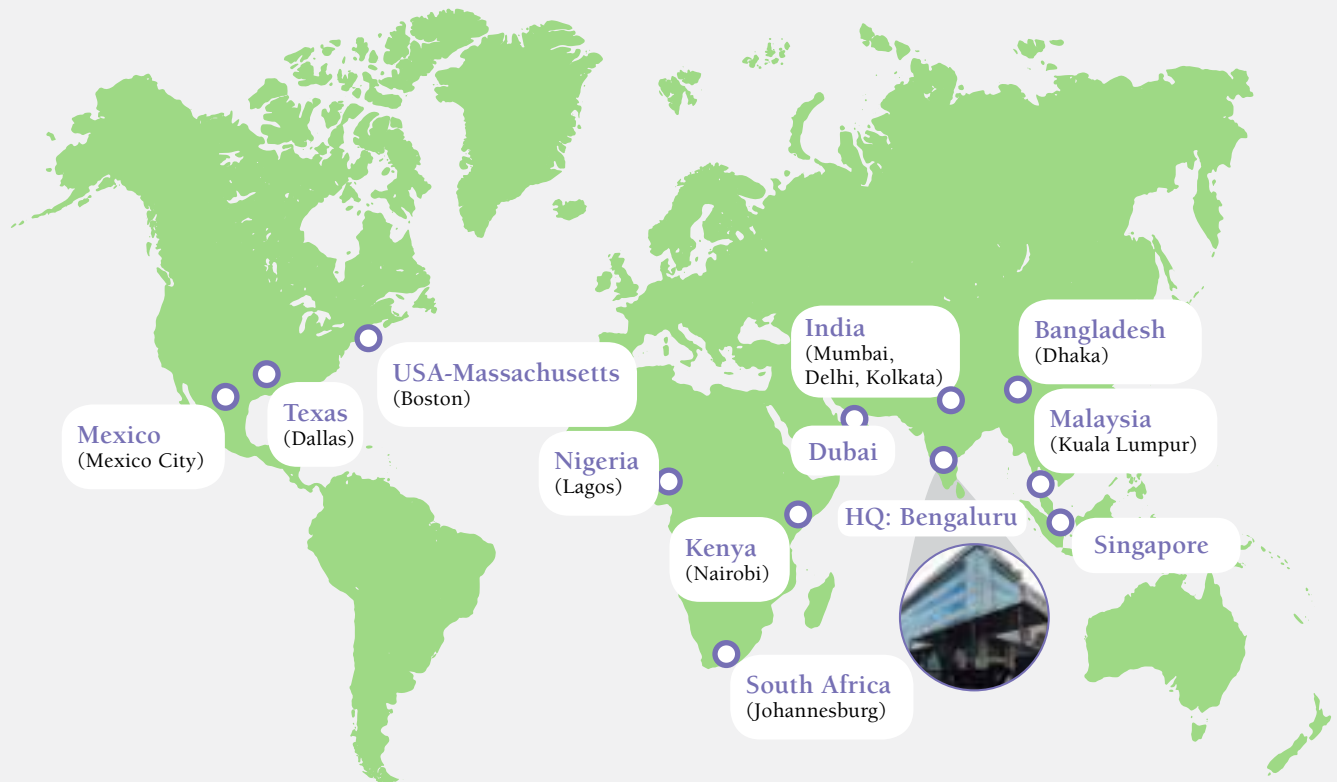 India
(Mumbai,
Delhi, Kolkata)
Bangladesh
(Dhaka)
USA-Massachusetts
(Boston)
Texas
(Dallas)
Mexico
(Mexico City)
Malaysia
(Kuala Lumpur)
Dubai
Nigeria
(Lagos)
HQ: Bengaluru
Kenya
(Nairobi)
Singapore
South Africa
(Johannesburg)